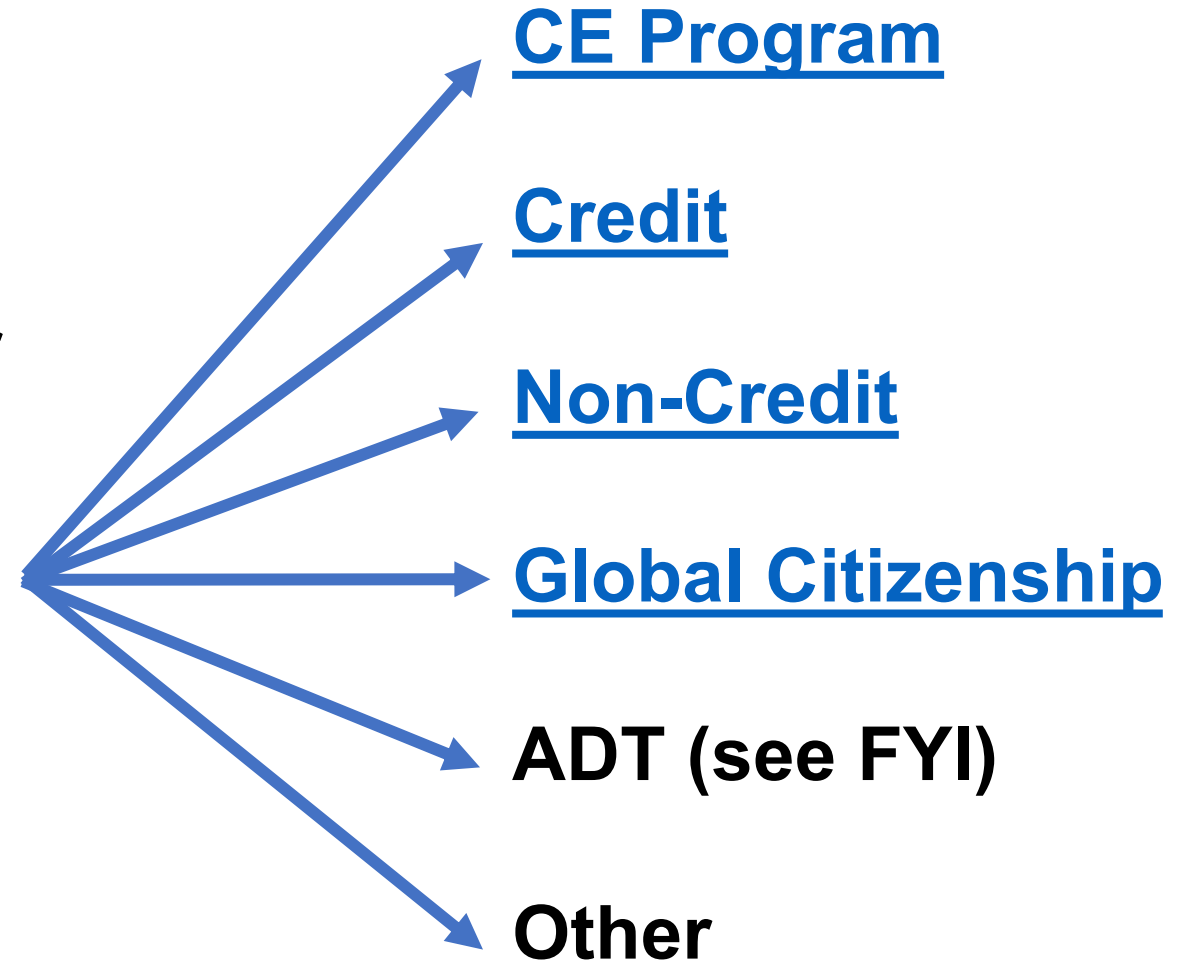 CE Program
Credit
Non-Credit
Global Citizenship
ADT (see FYI)
Other